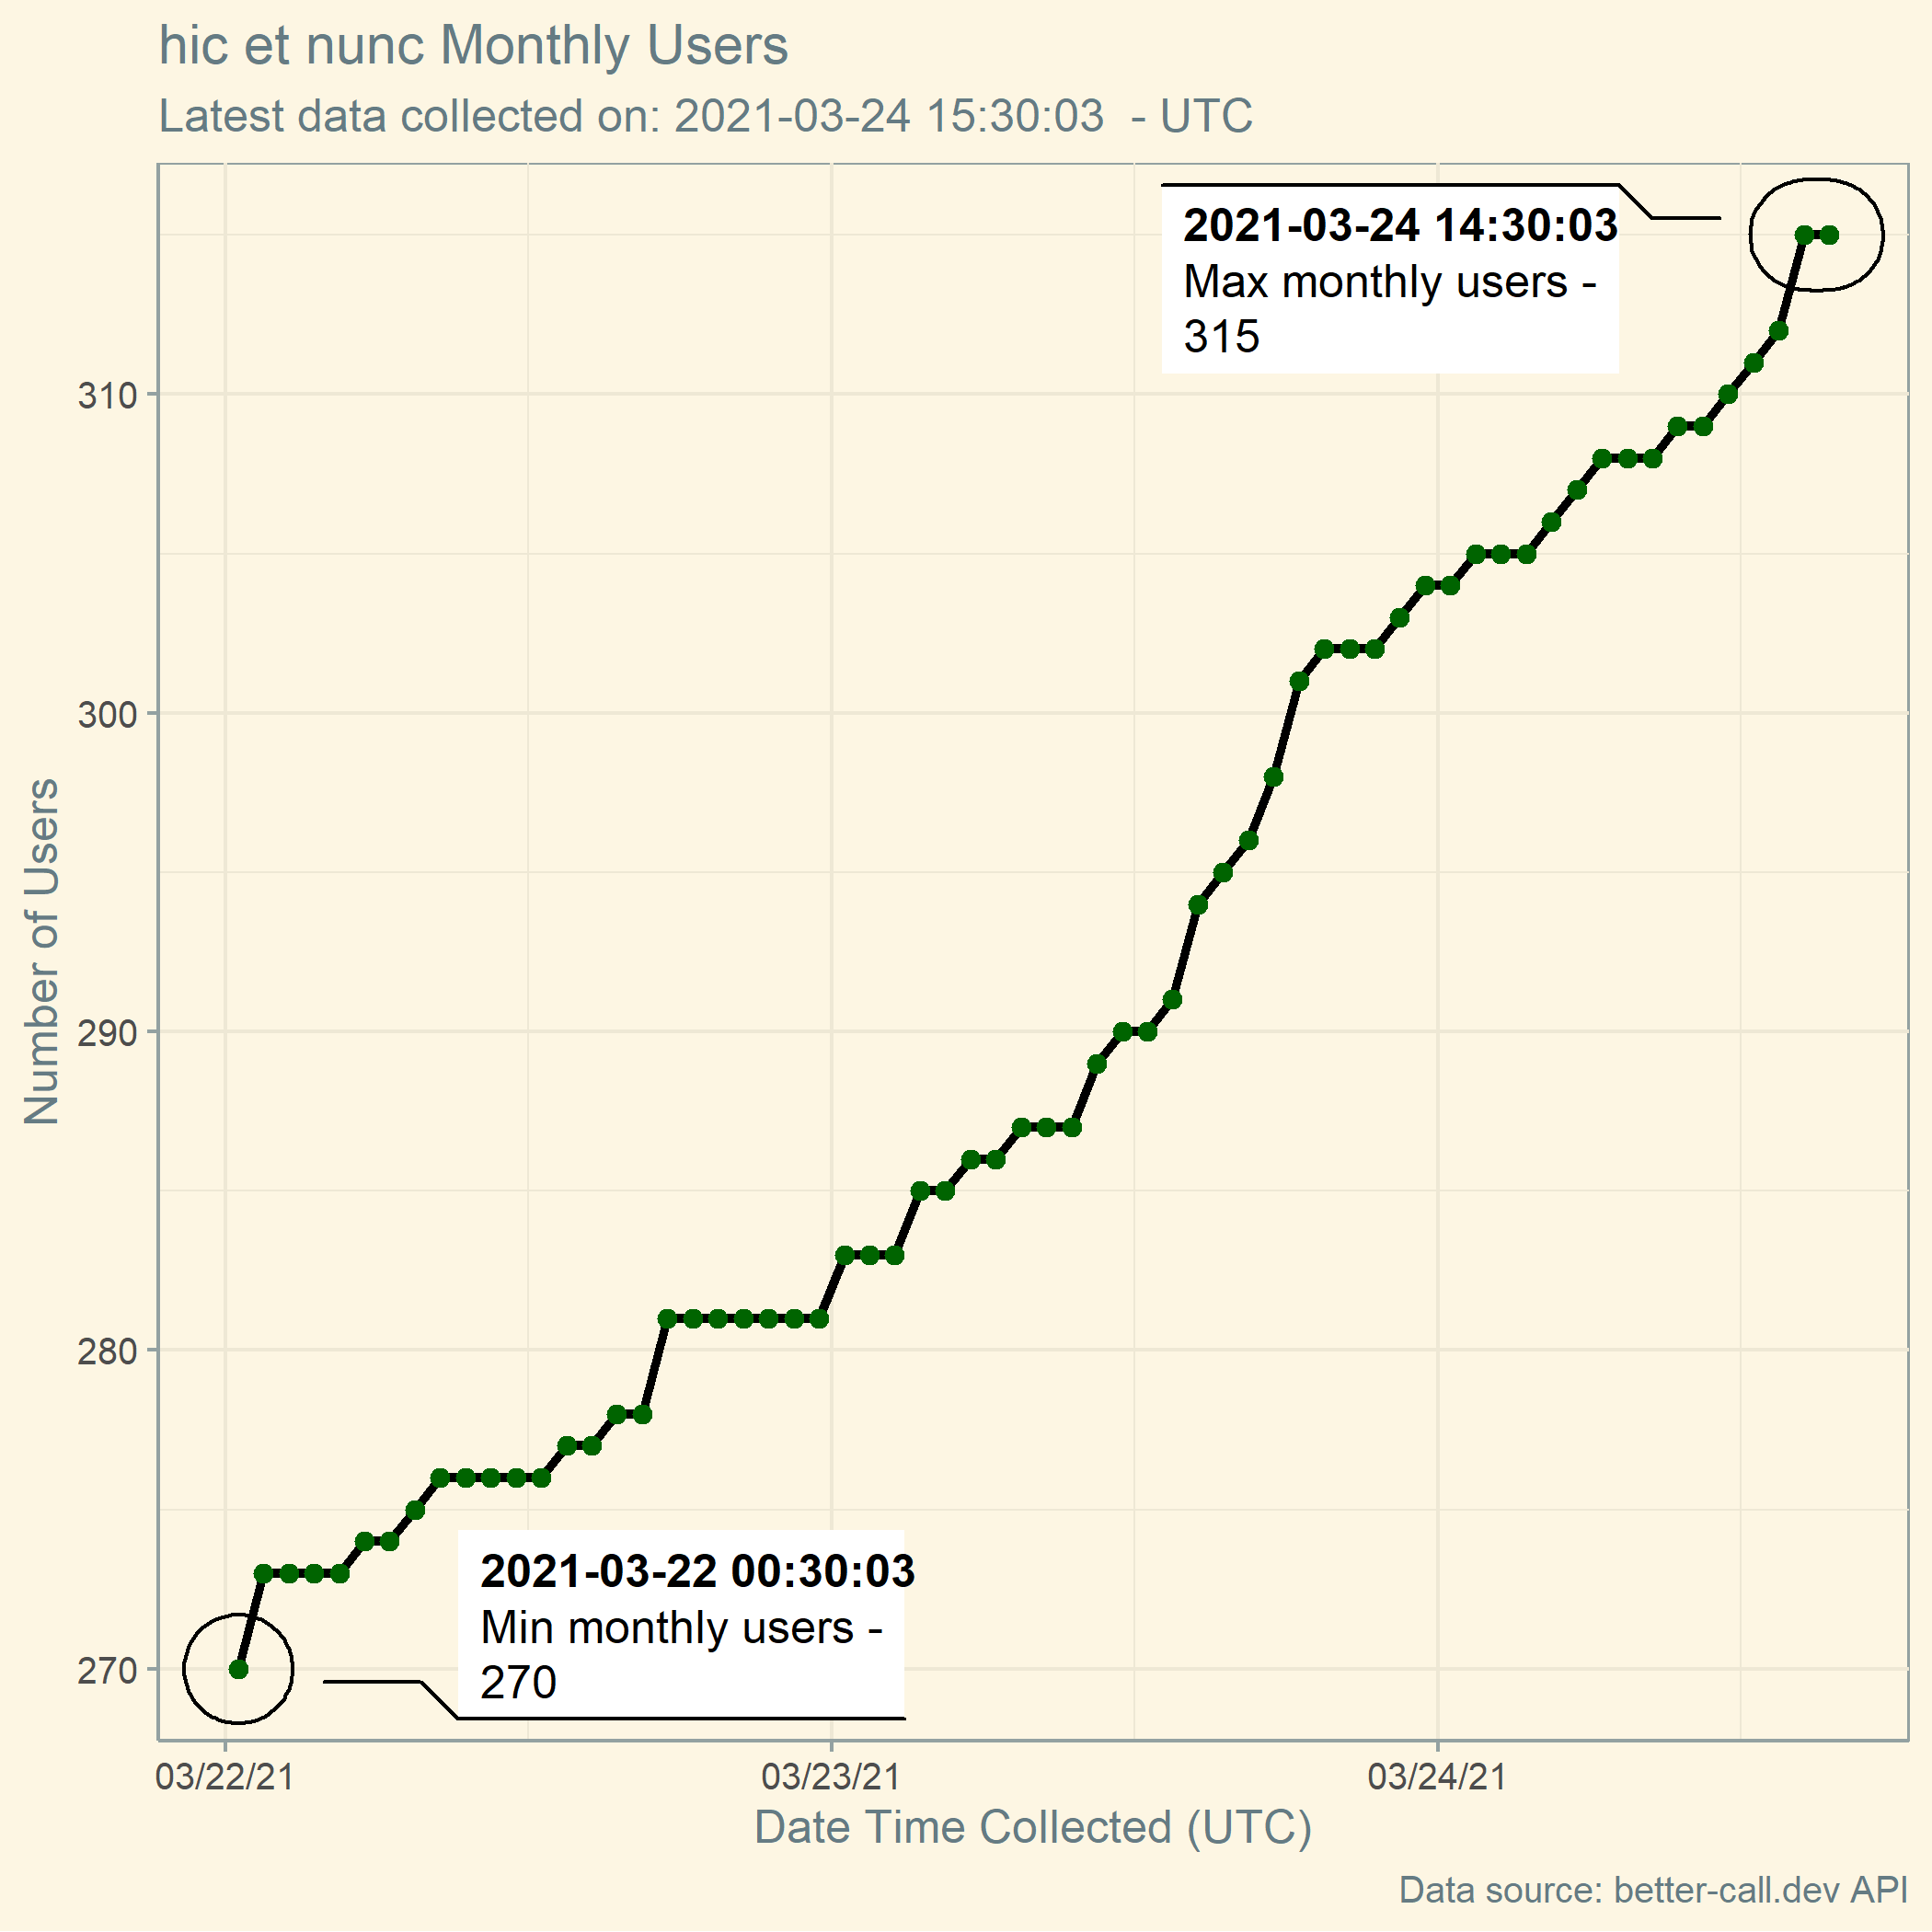 hic et nunc Monthly Users
Latest data collected on: 2021-03-24 15:30:03  - UTC
2021-03-24 14:30:03
Max monthly users -
315
310
300
290
280
270
Number of Users
2021-03-22 00:30:03
Min monthly users -
270
03/22/21
03/23/21
03/24/21
Date Time Collected (UTC)
Data source: better-call.dev API